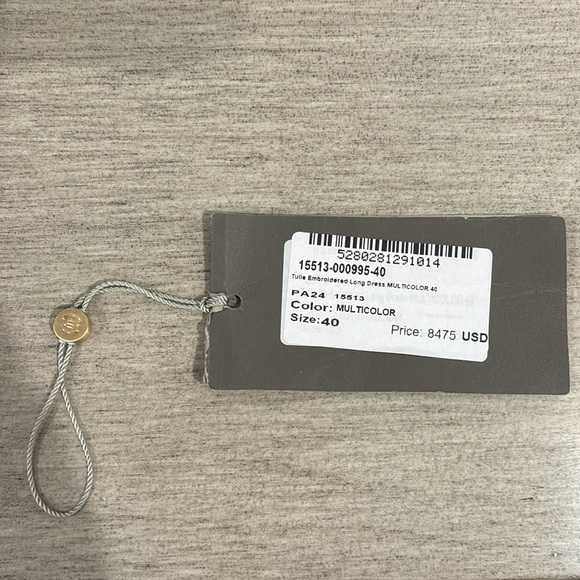 5280281291014
15513-000995-40
Tulle Embroidered Long Dress MULTICOLOR 40
PA24 15513
Color: MULTICOLOR
Size:40
Price: 8475 USD